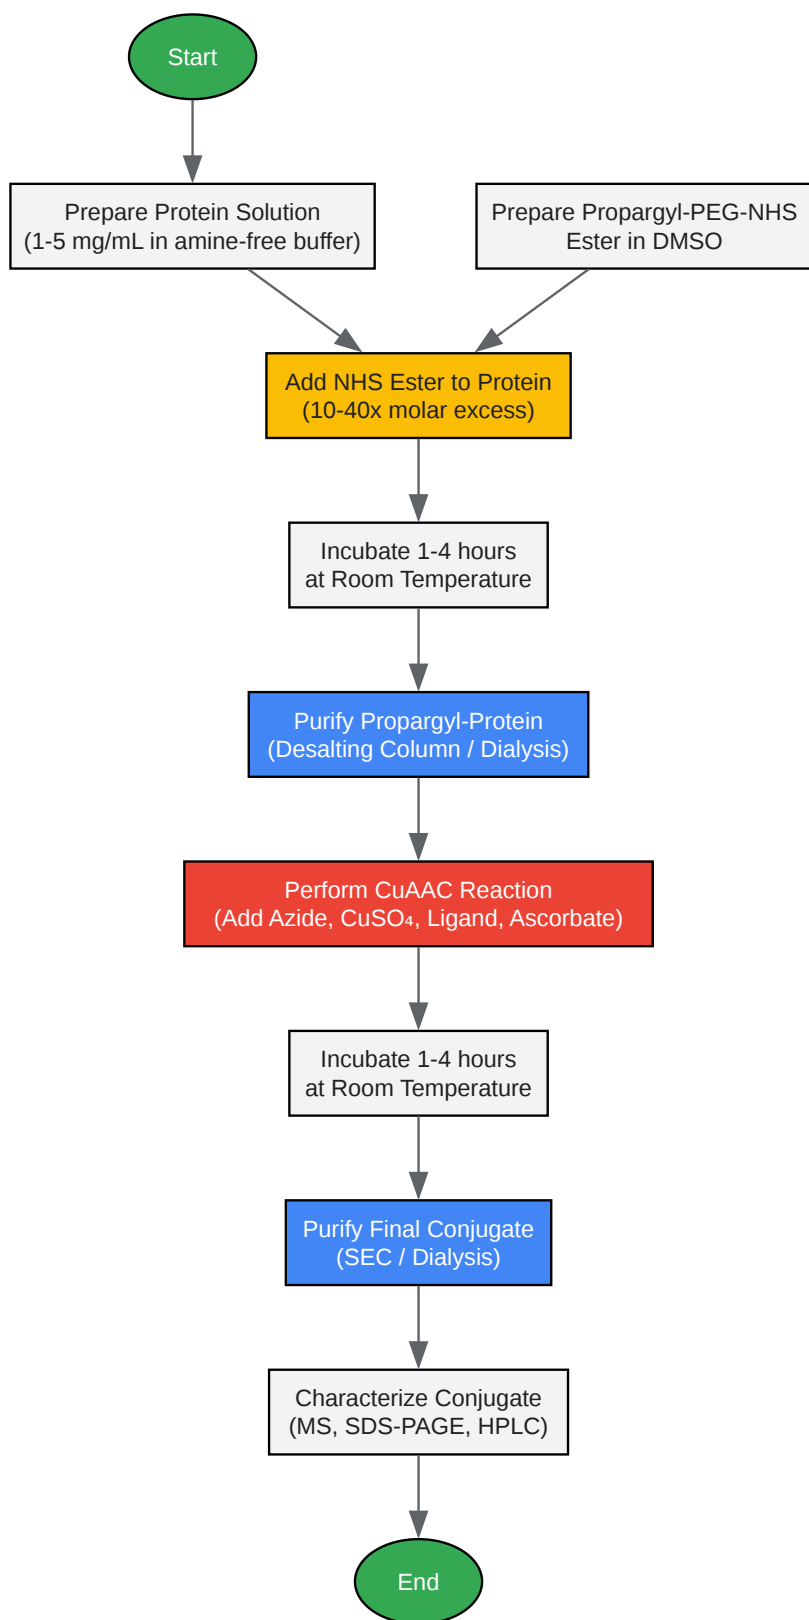 Start
Prepare Protein Solution
(1-5 mg/mL in amine-free buffer)
Prepare Propargyl-PEG-NHS
Ester in DMSO
Add NHS Ester to Protein
(10-40x molar excess)
Incubate 1-4 hours
at Room Temperature
Purify Propargyl-Protein
(Desalting Column / Dialysis)
Perform CuAAC Reaction
(Add Azide, CuSO₄, Ligand, Ascorbate)
Incubate 1-4 hours
at Room Temperature
Purify Final Conjugate
(SEC / Dialysis)
Characterize Conjugate
(MS, SDS-PAGE, HPLC)
End